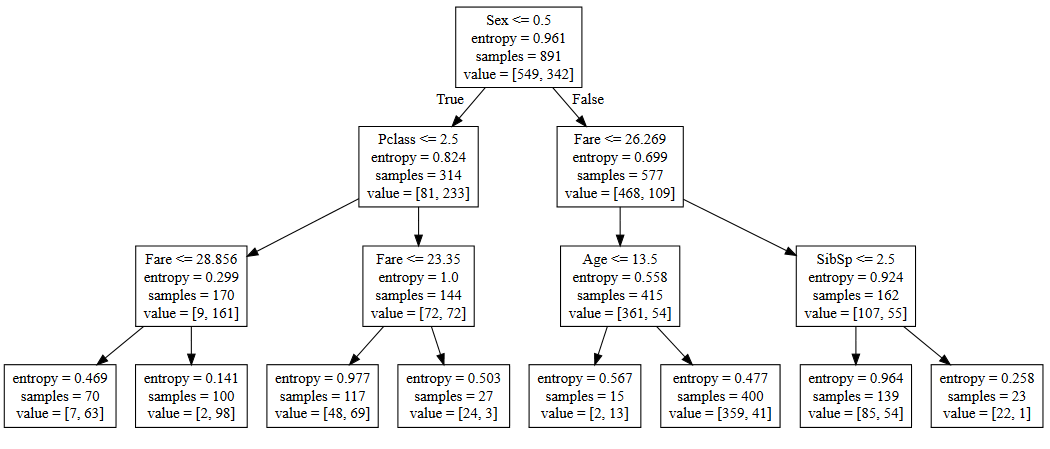 Sex <= 0.5
entropy = 0.961
samples = 891
value = [549, 342]
True
False
Pclass <= 2.5
entropy = 0.824
samples = 314
value = [81, 233]
Fare <= 26.269
entropy = 0.699
samples = 577
value = [468, 109]
Fare <= 28.856
entropy = 0.299
samples = 170
value = [9, 161]
Fare <= 23.35
entropy = 1.0
samples = 144
value = [72, 72]
Age <= 13.5
entropy = 0.558
samples = 415
value = [361, 54]
SibSp <= 2.5
entropy = 0.924
samples = 162
value = [107, 55]
entropy = 0.469
samples = 70
value = [7, 63]
entropy = 0.141
samples = 100
value = [2, 98]
entropy = 0.977
samples = 117
value = [48, 69]
entropy = 0.503
samples = 27
value = [24, 3]
entropy = 0.567
samples = 15
value = [2, 13]
entropy = 0.477
samples = 400
value = [359, 41]
entropy = 0.964
samples = 139
value = [85, 54]
entropy = 0.258
samples = 23
value = [22, 1]